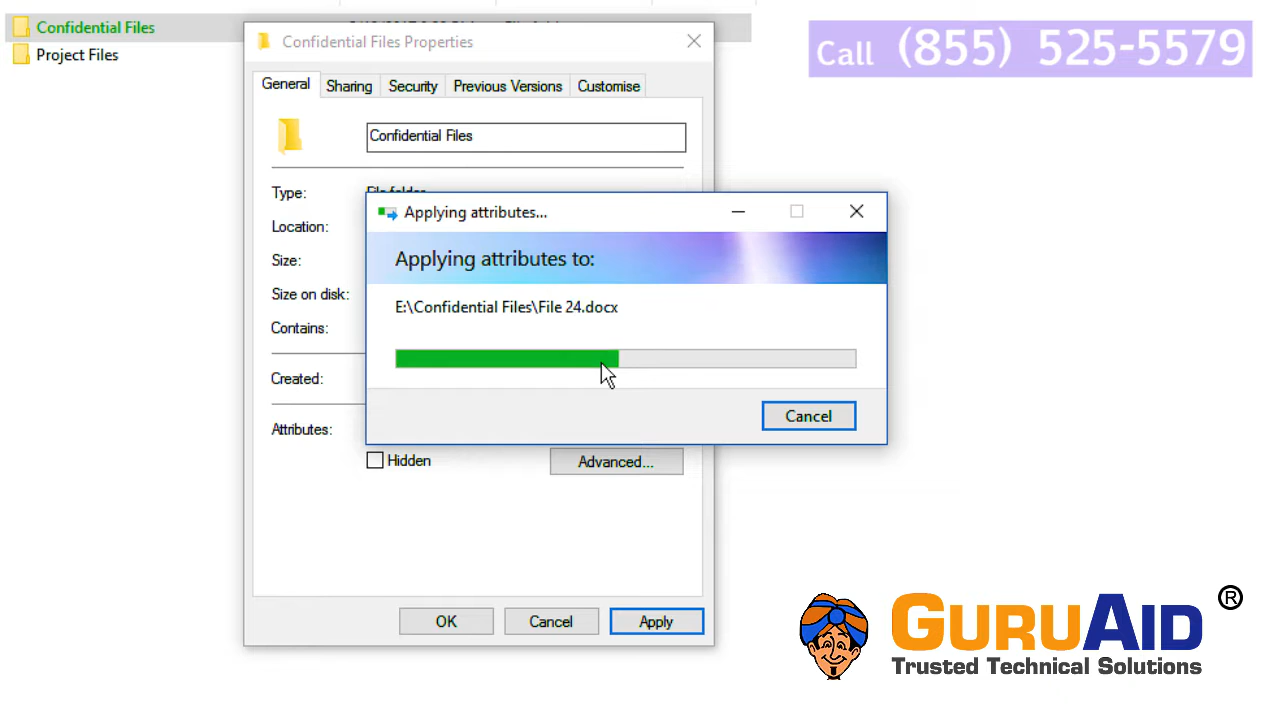 Confidential Files
Project Files
Confidential Files Properties
Call (855) 525-5579
General Sharing Security Previous Versions Customise
Confidential Files
Type:
Location:
Size:
Size on disk:
Contains:
Created:
Attributes:
Applying attributes...
Applying attributes to:
E:\Confidential Files\File 24.docx
Cancel
Hidden
Advanced...
OK Cancel Apply
GURUAID ®
Trusted Technical Solutions